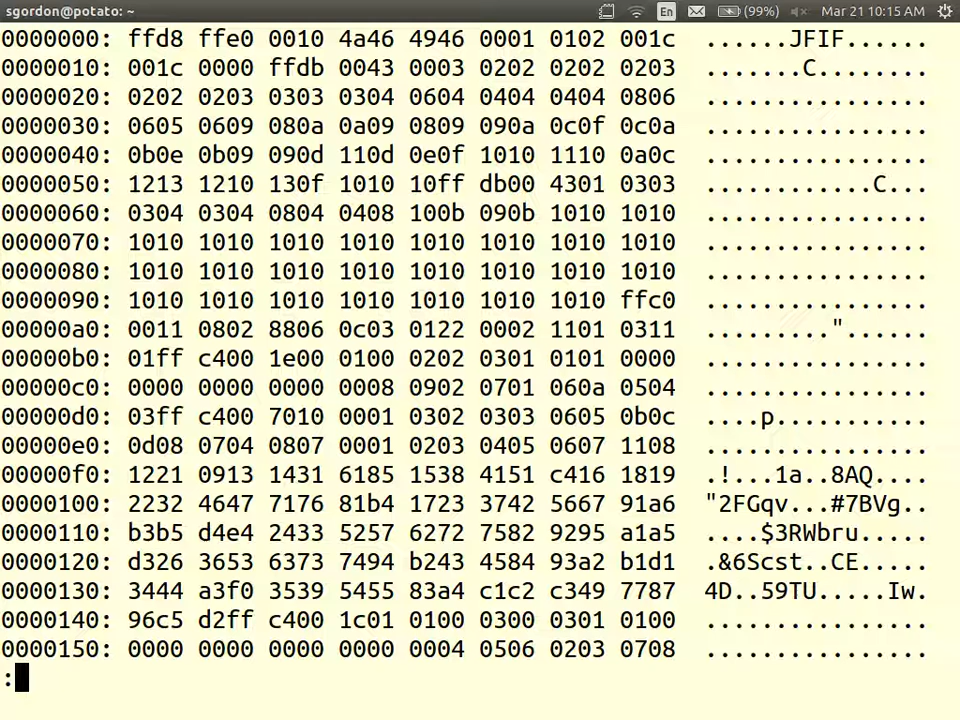 sgordon@potato: ~ En (99%) Mar 21 10:15 AM
0000000: ffd8 ffe0 0010 4a46 4946 0001 0102 001c ......JFIF......
0000010: 001c 0000 ffdb 0043 0003 0202 0202 0203 .......C........
0000020: 0202 0203 0303 0304 0604 0404 0404 0806 ................
0000030: 0605 0609 080a 0a09 0809 090a 0c0f 0c0a ................
0000040: 0b0e 0b09 090d 110d 0e0f 1010 1110 0a0c ................
0000050: 1213 1210 130f 1010 10ff db00 4301 0303 ............C...
0000060: 0304 0304 0804 0408 100b 090b 1010 1010 ................
0000070: 1010 1010 1010 1010 1010 1010 1010 1010 ................
0000080: 1010 1010 1010 1010 1010 1010 1010 1010 ................
0000090: 1010 1010 1010 1010 1010 1010 1010 ffc0 ................
00000a0: 0011 0802 8806 0c03 0122 0002 1101 0311 ........."......
00000b0: 01ff c400 1e00 0100 0202 0301 0101 0000 ................
00000c0: 0000 0000 0000 0008 0902 0701 060a 0504 ................
00000d0: 03ff c400 7010 0001 0302 0303 0605 0b0c ....p...........
00000e0: 0d08 0704 0807 0001 0203 0405 0607 1108 ................
00000f0: 1221 0913 1431 6185 1538 4151 c416 1819 .!...1a..8AQ....
0000100: 2232 4647 7176 81b4 1723 3742 5667 91a6 "2FGqv...#7BVg..
0000110: b3b5 d4e4 2433 5257 6272 7582 9295 a1a5 ....$3RWbru.....
0000120: d326 3653 6373 7494 b243 4584 93a2 b1d1 .&6Scst..CE.....
0000130: 3444 a3f0 3539 5455 83a4 c1c2 c349 7787 4D..59TU.....Iw.
0000140: 96c5 d2ff c400 1c01 0100 0300 0301 0100 ................
0000150: 0000 0000 0000 0000 0004 0506 0203 0708 ................
: